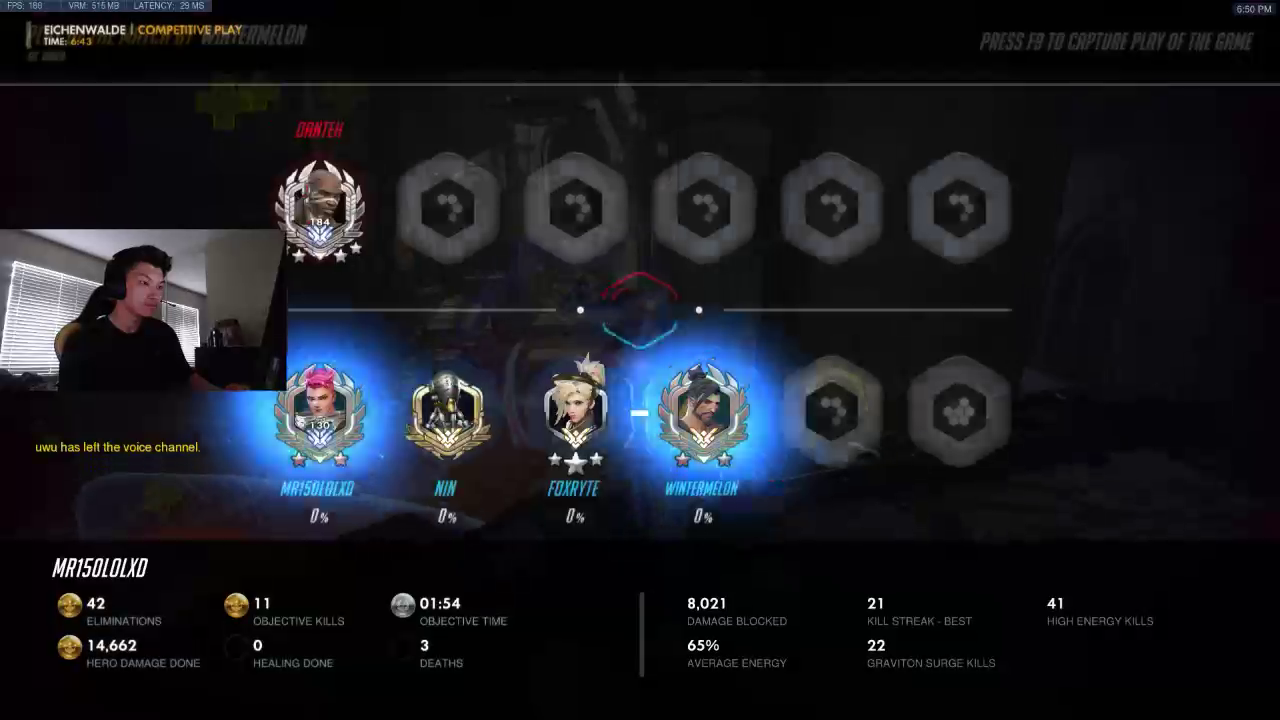 FPS: 188 VRM: 515 MB LATENCY: 29 MS
6:50 PM
EICHENWALDE | COMPETITIVE PLAY
TIME: 6:43
WINTERMELON
PRESS F9 TO CAPTURE PLAY OF THE GAME
DANTEH
184
130
uwu has left the voice channel.
MR150LOLXD NIN FOXRYTE WINTERMELON
0% 0% 0% 0%
MR150LOLXD
42 11 01:54 8,021 21 41
ELIMINATIONS OBJECTIVE KILLS OBJECTIVE TIME DAMAGE BLOCKED KILL STREAK - BEST HIGH ENERGY KILLS
14,662 0 3 65% 22
HERO DAMAGE DONE HEALING DONE DEATHS AVERAGE ENERGY GRAVITON SURGE KILLS